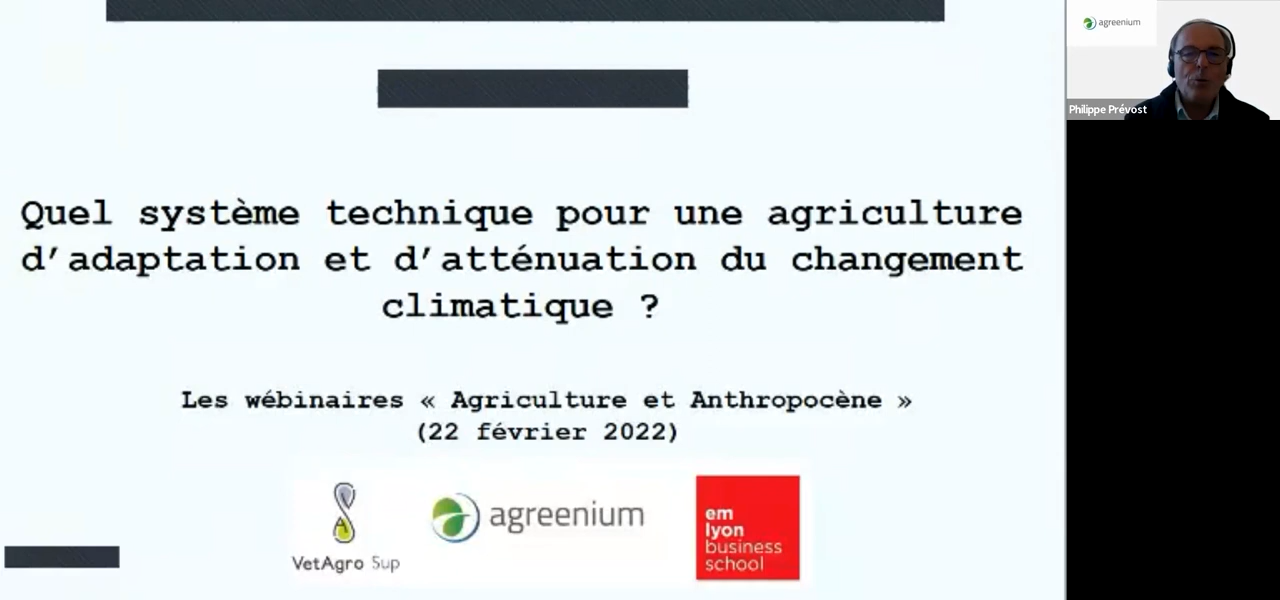 Quel système technique pour une agriculture
d'adaptation et d'atténuation du changement
climatique ?
Les wébinaires « Agriculture et Anthropocène »
(22 février 2022)
VetAgro Sup
agreenium
em
lyon
business
school
agreenium
Philippe Prévost